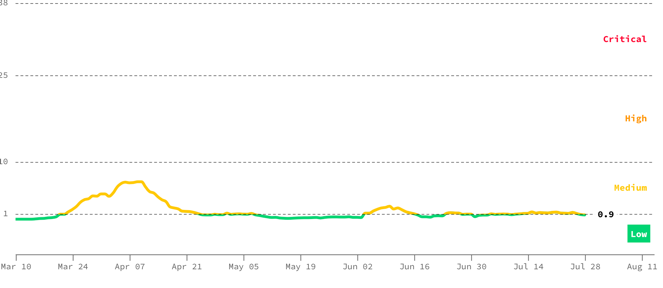 38
Critical
25
High
10
Medium
1
0.9
Low
Mar 10 Mar 24 Apr 07 Apr 21 May 05 May 19 Jun 02 Jun 16 Jun 30 Jul 14 Jul 28 Aug 11